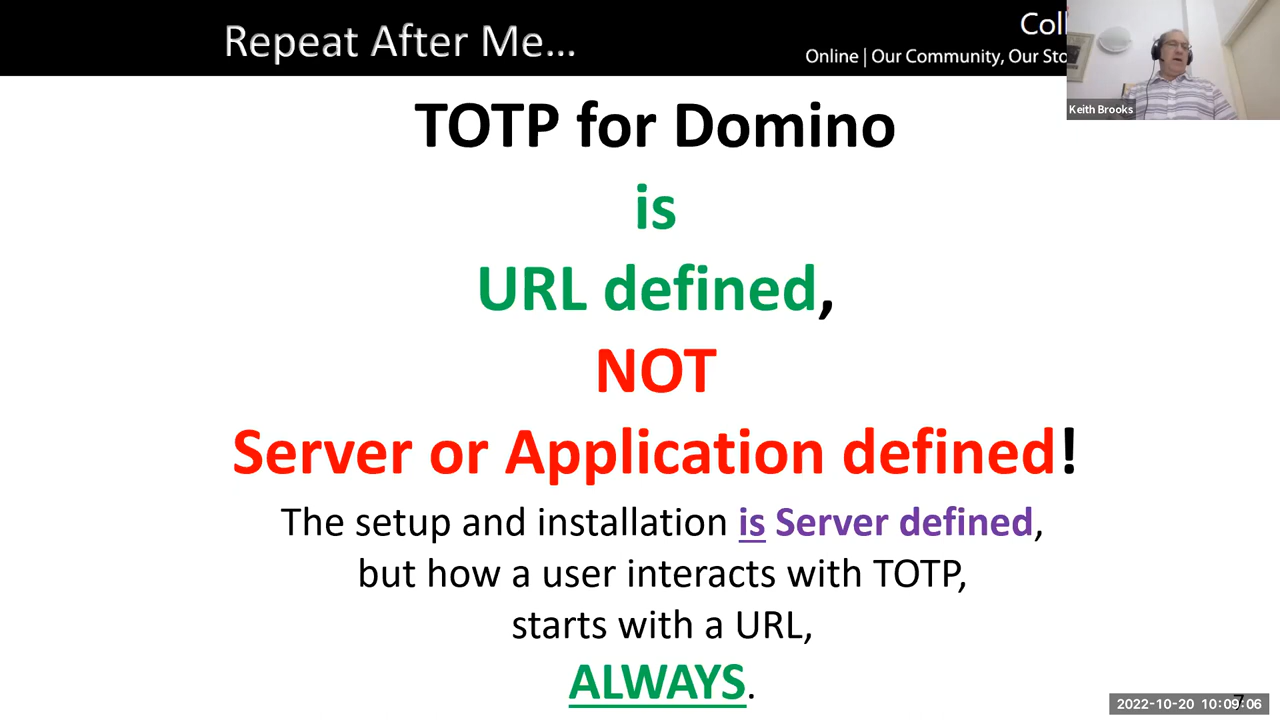 Repeat After Me...
Coll
Online | Our Community, Our Sto
Keith Brooks
TOTP for Domino
is
URL defined,
NOT
Server or Application defined!
The setup and installation is Server defined,
but how a user interacts with TOTP,
starts with a URL,
ALWAYS.
7
2022-10-20 10:09:06